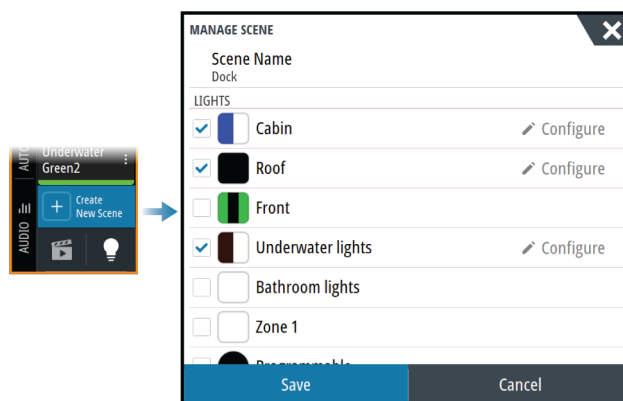 AUTO
Underwater
Green2
Create
New Scene
AUDIO
MANAGE SCENE
Scene Name
Dock
LIGHTS
Cabin
Configure
Roof
Configure
Front
Underwater lights
Configure
Bathroom lights
Zone 1
Programmable
Save
Cancel